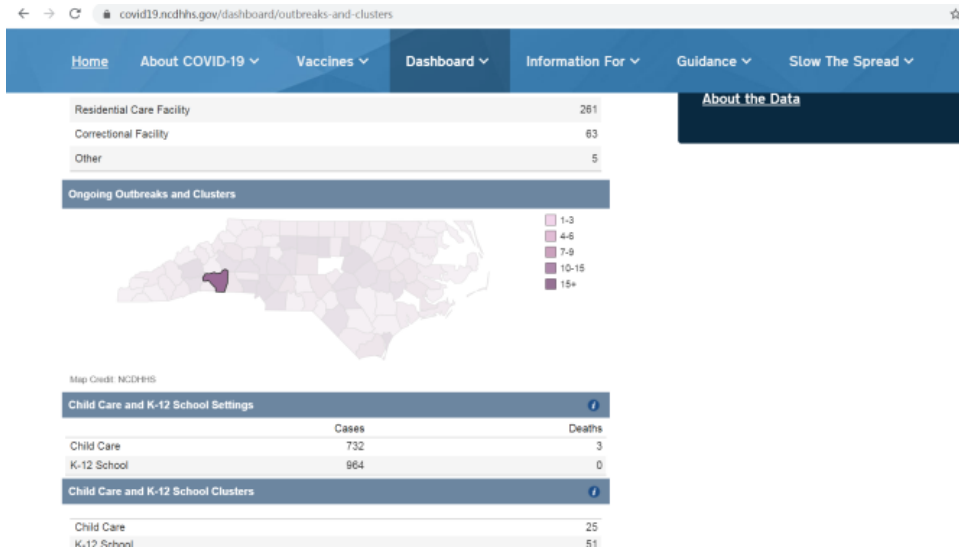 covid19.ncdhhs.gov/dashboard/outbreaks-and-clusters
Home About COVID-19 Vaccines Dashboard Information For Guidance Slow The Spread
About the Data
Residential Care Facility 261
Correctional Facility 63
Other 5
Ongoing Outbreaks and Clusters
1-3
4-6
7-9
10-15
15+
Map Credit: NCDHHS
Child Care and K-12 School Settings i
Cases Deaths
Child Care 732 3
K-12 School 964 0
Child Care and K-12 School Clusters i
Child Care 25
K-12 School 51